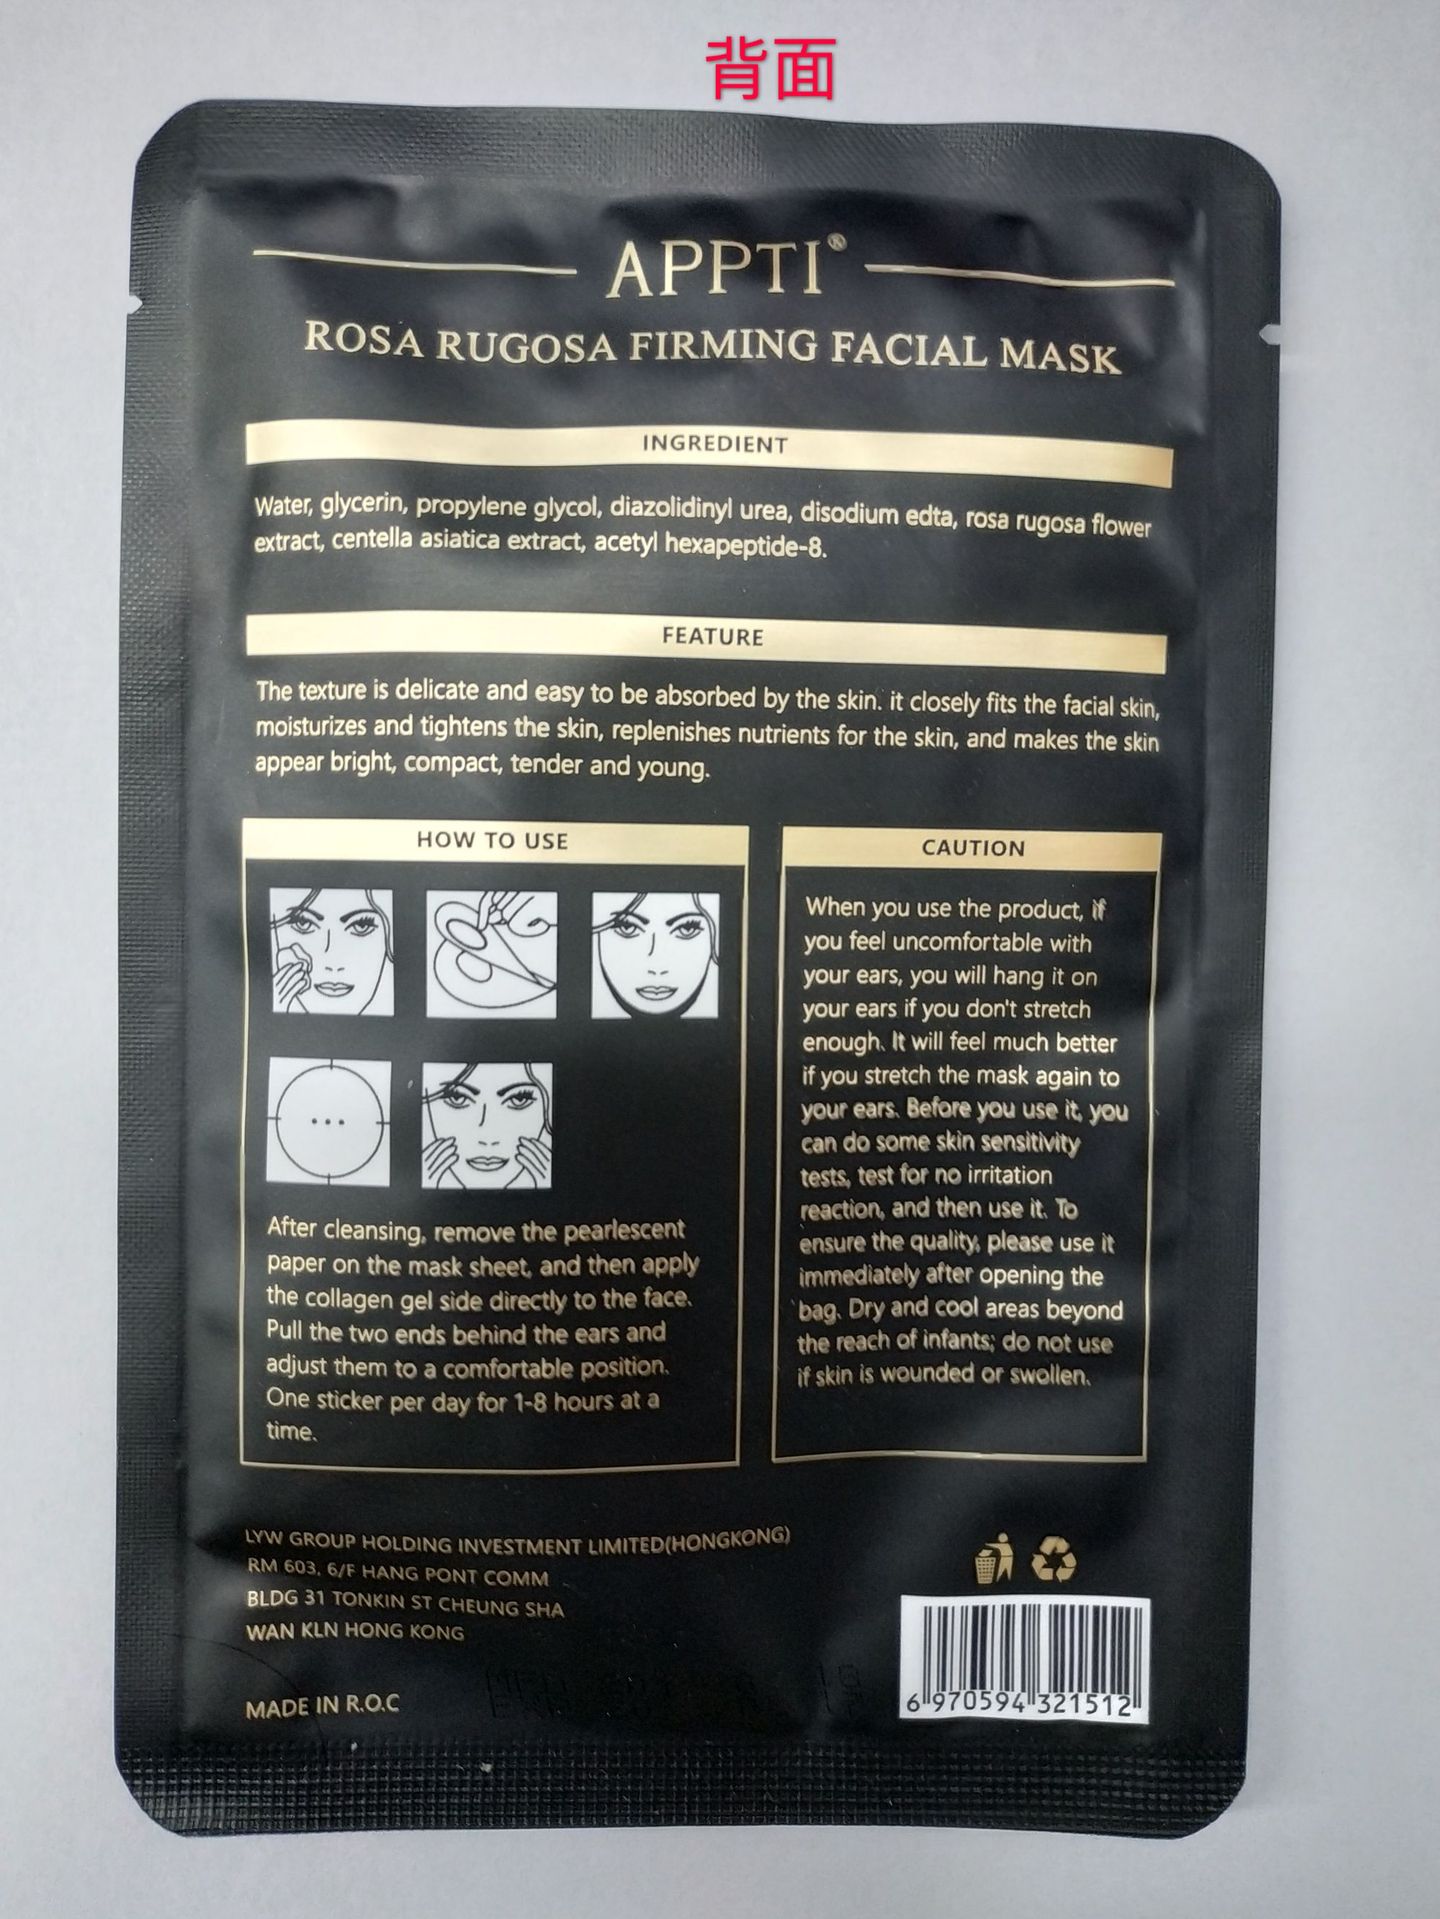 背面
APPTI®
ROSA RUGOSA FIRMING FACIAL MASK
INGREDIENT
Water, glycerin, propylene glycol, diazolidinyl urea, disodium edta, rosa rugosa flower
extract, centella asiatica extract, acetyl hexapeptide-8.
FEATURE
The texture is delicate and easy to be absorbed by the skin. it closely fits the facial skin,
moisturizes and tightens the skin, replenishes nutrients for the skin, and makes the skin
appear bright, compact, tender and young.
HOW TO USE
After cleansing, remove the pearlescent
paper on the mask sheet, and then apply
the collagen gel side directly to the face.
Pull the two ends behind the ears and
adjust them to a comfortable position.
One sticker per day for 1-8 hours at a
time.
CAUTION
When you use the product, if
you feel uncomfortable with
your ears, you will hang it on
your ears if you don't stretch
enough. It will feel much better
if you stretch the mask again to
your ears. Before you use it, you
can do some skin sensitivity
tests, test for no irritation
reaction, and then use it. To
ensure the quality, please use it
immediately after opening the
bag. Dry and cool areas beyond
the reach of infants; do not use
if skin is wounded or swollen.
LYW GROUP HOLDING INVESTMENT LIMITED(HONGKONG)
RM 603, 6/F HANG PONT COMM
BLDG 31 TONKIN ST CHEUNG SHA
WAN KLN HONG KONG
MADE IN R.O.C
6 970594 321512